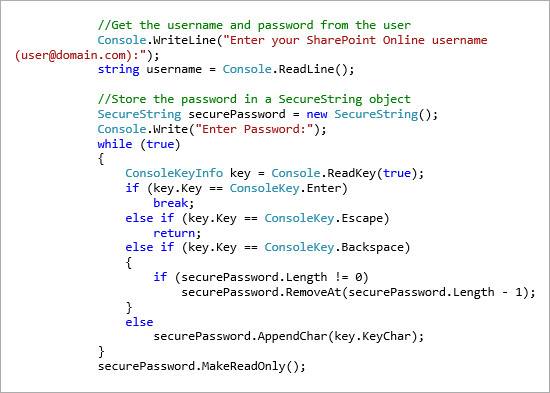 //Get the username and password from the user
Console.WriteLine("Enter your SharePoint Online username
(user@domain.com):");
string username = Console.ReadLine();
//Store the password in a SecureString object
SecureString securePassword = new SecureString();
Console.Write("Enter Password:");
while (true)
{
ConsoleKeyInfo key = Console.ReadKey(true);
if (key.Key == ConsoleKey.Enter)
break;
else if (key.Key == ConsoleKey.Escape)
return;
else if (key.Key == ConsoleKey.Backspace)
{
if (securePassword.Length != 0)
securePassword.RemoveAt(securePassword.Length - 1);
}
else
securePassword.AppendChar(key.KeyChar);
}
securePassword.MakeReadOnly();